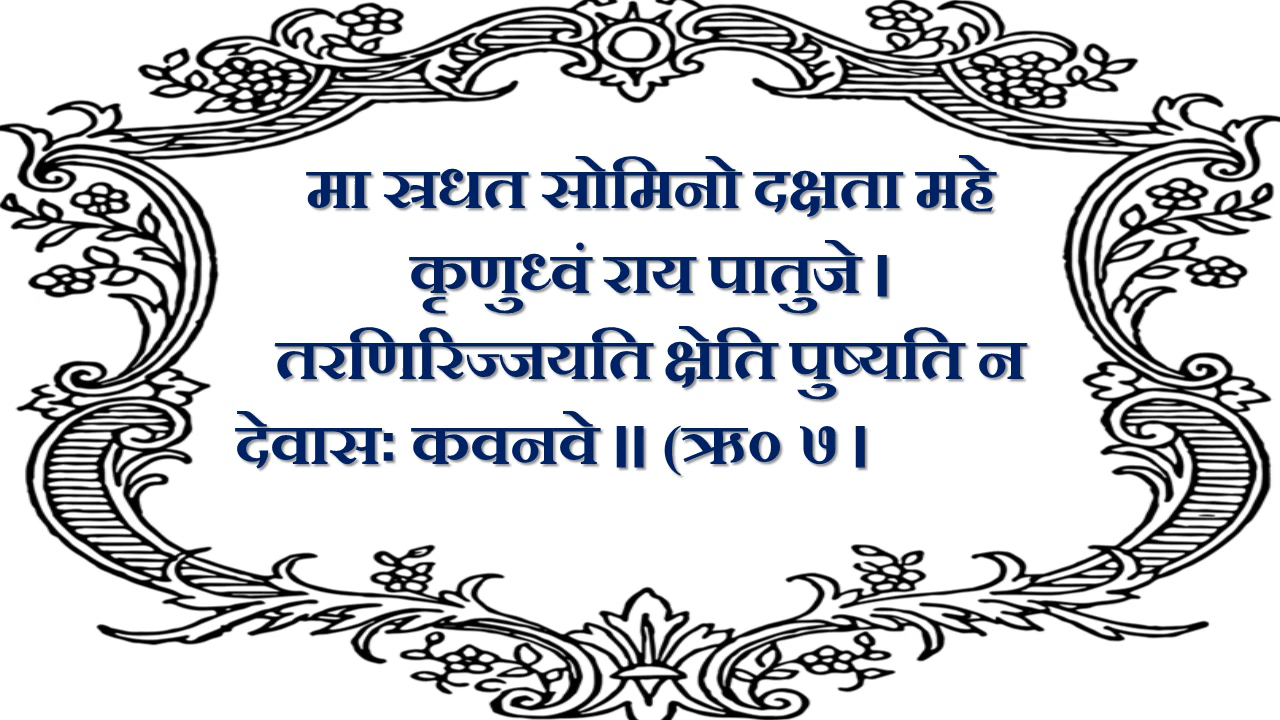 मा स्रधत सोमिनो दक्षता महे
कृणुध्वं राय पातुजे ।
तरणिरिज्जयति क्षेति पुष्यति न
देवासः कवनवे ॥ (ऋ० ७ ।